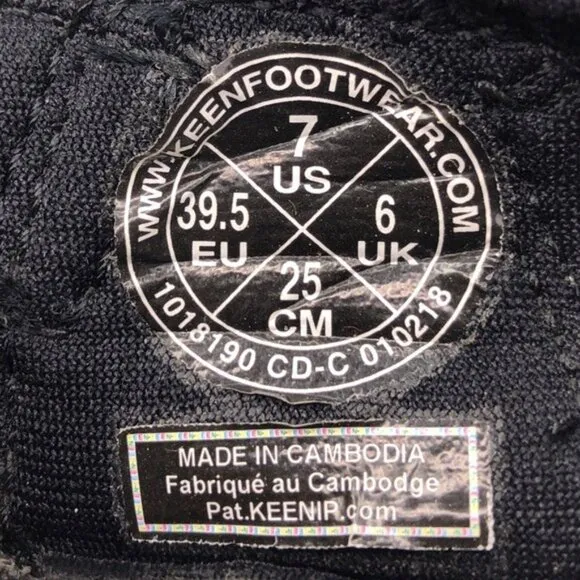 WWW.KEENFOOTWEAR.COM
7
US
39.5
EU
6
UK
25
CM
1018190 CD-C 010218
MADE IN CAMBODIA
Fabriqué au Cambodge
Pat.KEENIP.com